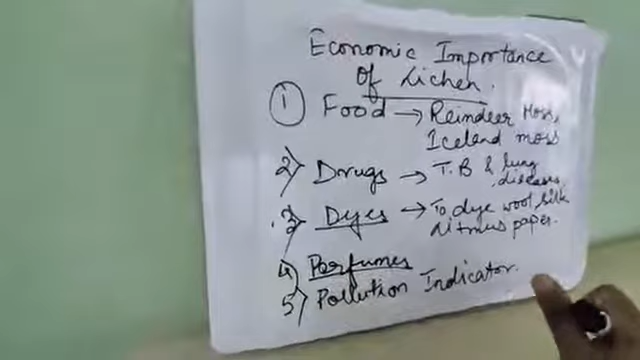 Economic Importance
Of Lichen.
① Food → Reindeer Moss,
Iceland moss
2) Drugs → T.B & lung
diseases
3) Dyes → To dye wool, silk
Litmus paper.
4) Perfumes
5) Pollution Indicator.